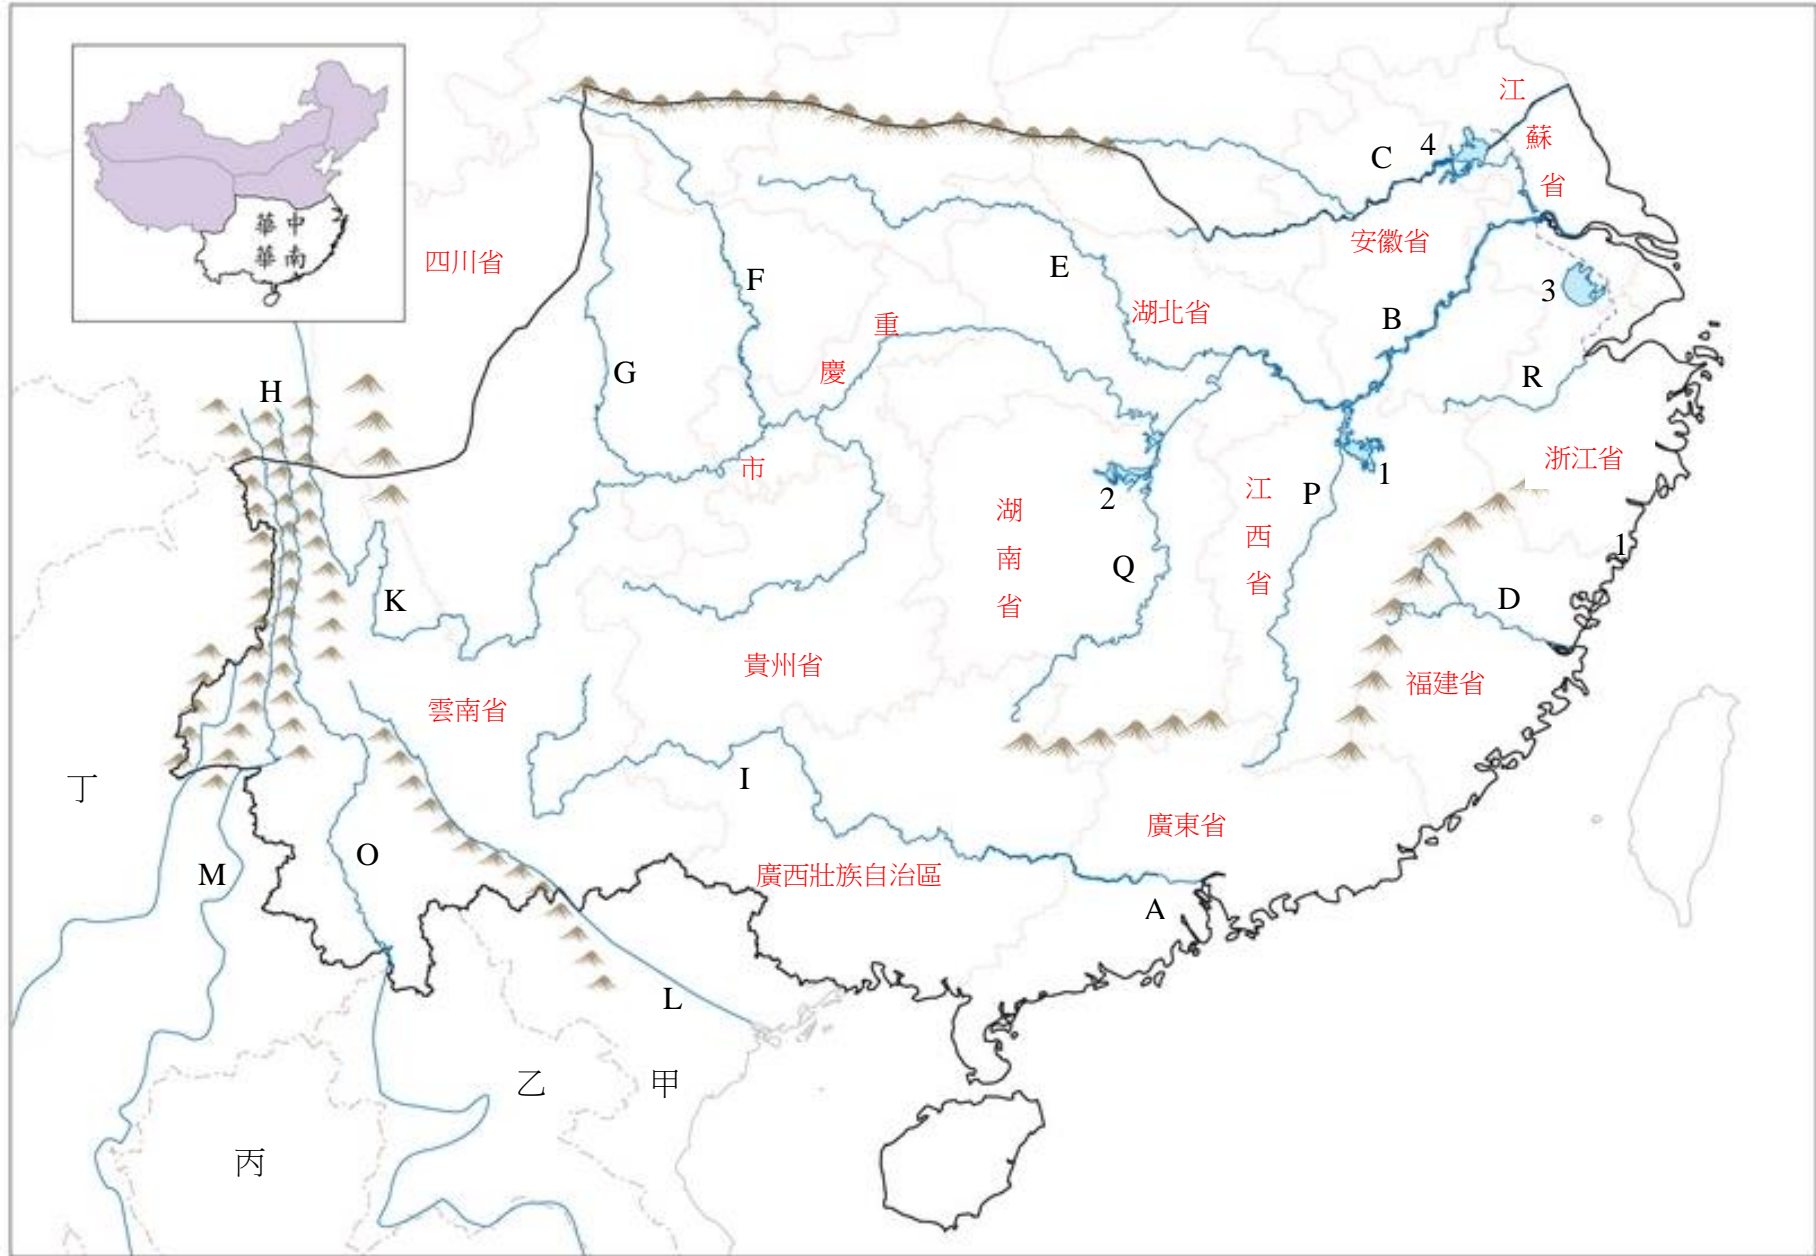 江
蘇
省
4
C
華中
華南
四川省
安徽省
F
E
3
湖北省
重
B
慶
G
R
H
市
浙江省
1
2
江
西
省
P
湖
南
省
1
Q
K
D
貴州省
福建省
雲南省
I
丁
廣東省
O
M
廣西壯族自治區
A
L
乙
甲
丙